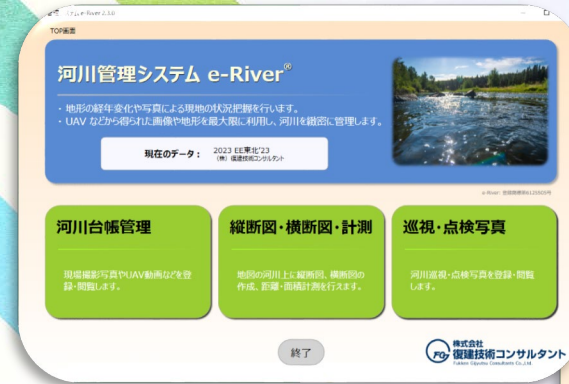 e-River 2.3.0
TOP画面
河川管理システム e-River®
・地形の経年変化や写真による現地の状況把握を行います。
・UAV などから得られた画像や地形を最大限に利用し、河川を緻密に管理します。
現在のデータ： 2023 EE東北'23
(株) 復建技術コンサルタント
河川台帳管理
現場撮影写真やUAV動画などを登
録・閲覧します。
縦断図・横断図・計測
地図の河川上に縦断図、横断図の
作成、距離・面積計測を行えます。
巡視・点検写真
河川巡視・点検写真を登録・閲覧
します。
終了
株式会社
復建技術コンサルタント
Fukken Gijyutsu Consultants Co.,Ltd.